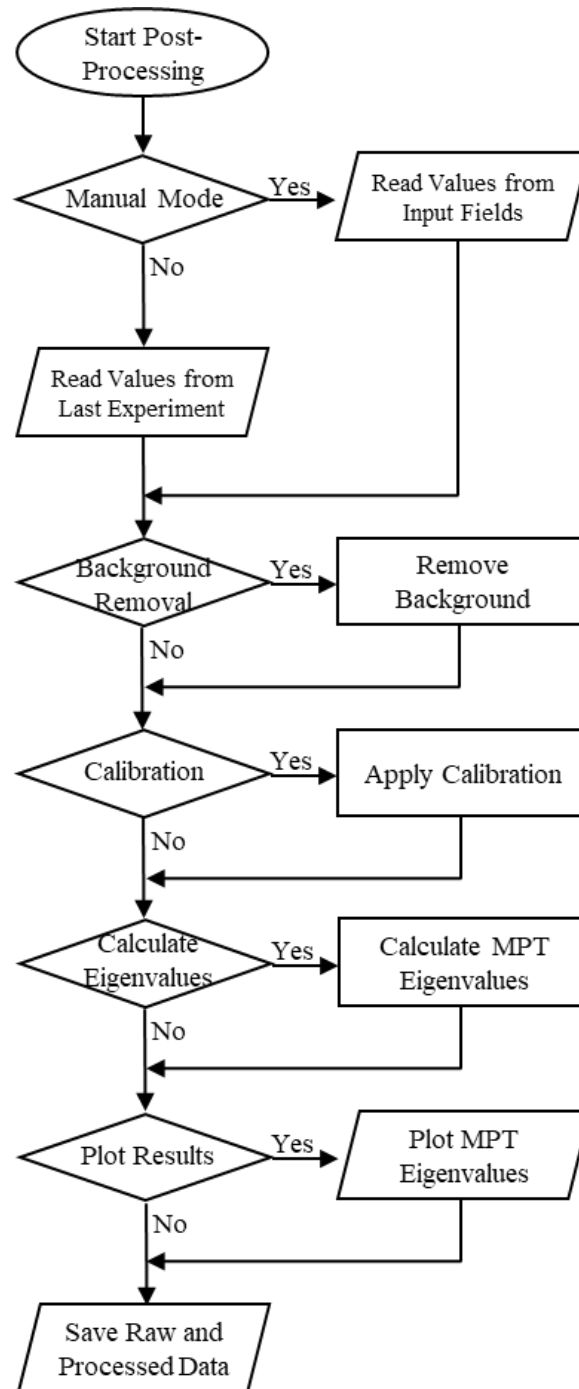 Start Post-
Processing
Manual Mode
Yes
Read Values from
Input Fields
No
Read Values from
Last Experiment
Background
Removal
Yes
Remove
Background
No
Calibration
Yes
Apply Calibration
No
Calculate
Eigenvalues
Yes
Calculate MPT
Eigenvalues
No
Plot Results
Yes
Plot MPT
Eigenvalues
No
Save Raw and
Processed Data